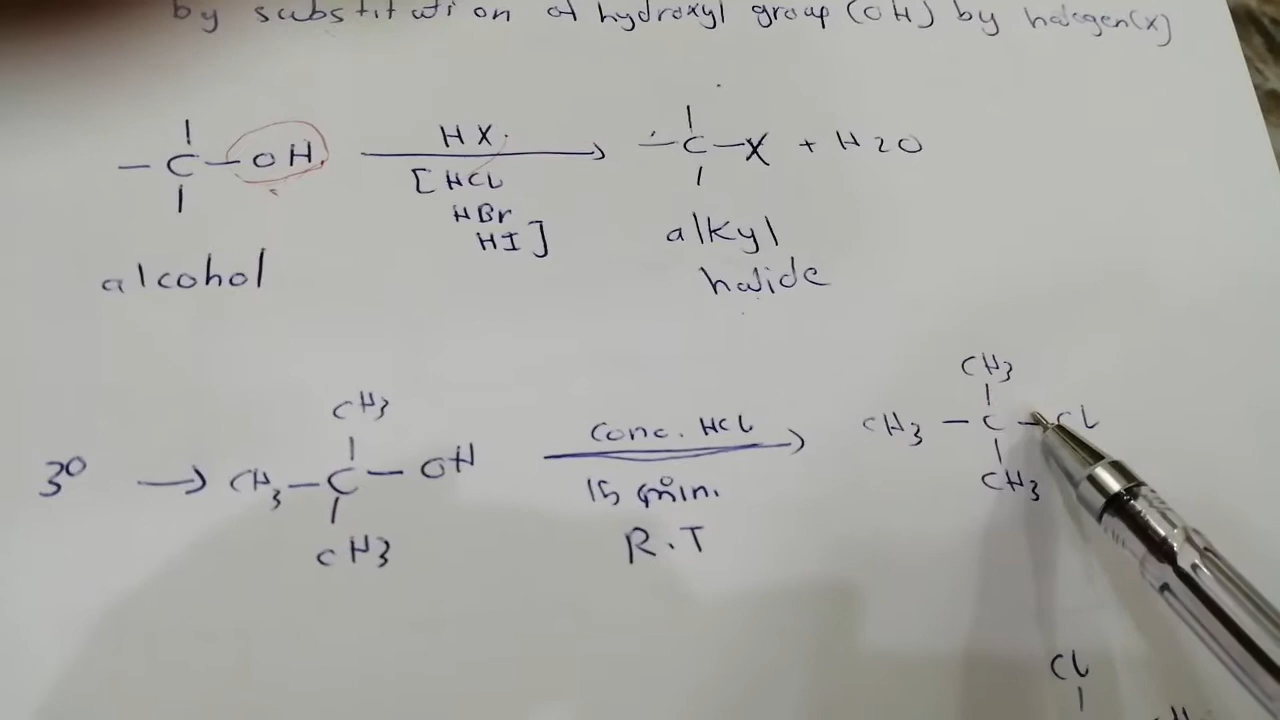 by substitution of hydroxyl group (OH) by halogen(X)
— C — OH HX — C — X + H2O
[HCl
HBr
HI]
alcohol
alkyl
halide
CH3
CH3 — C — Cl
CH3
CH3
3° → CH3 — C — OH
CH3
Conc. HCl
15 min.
R.T
Cl